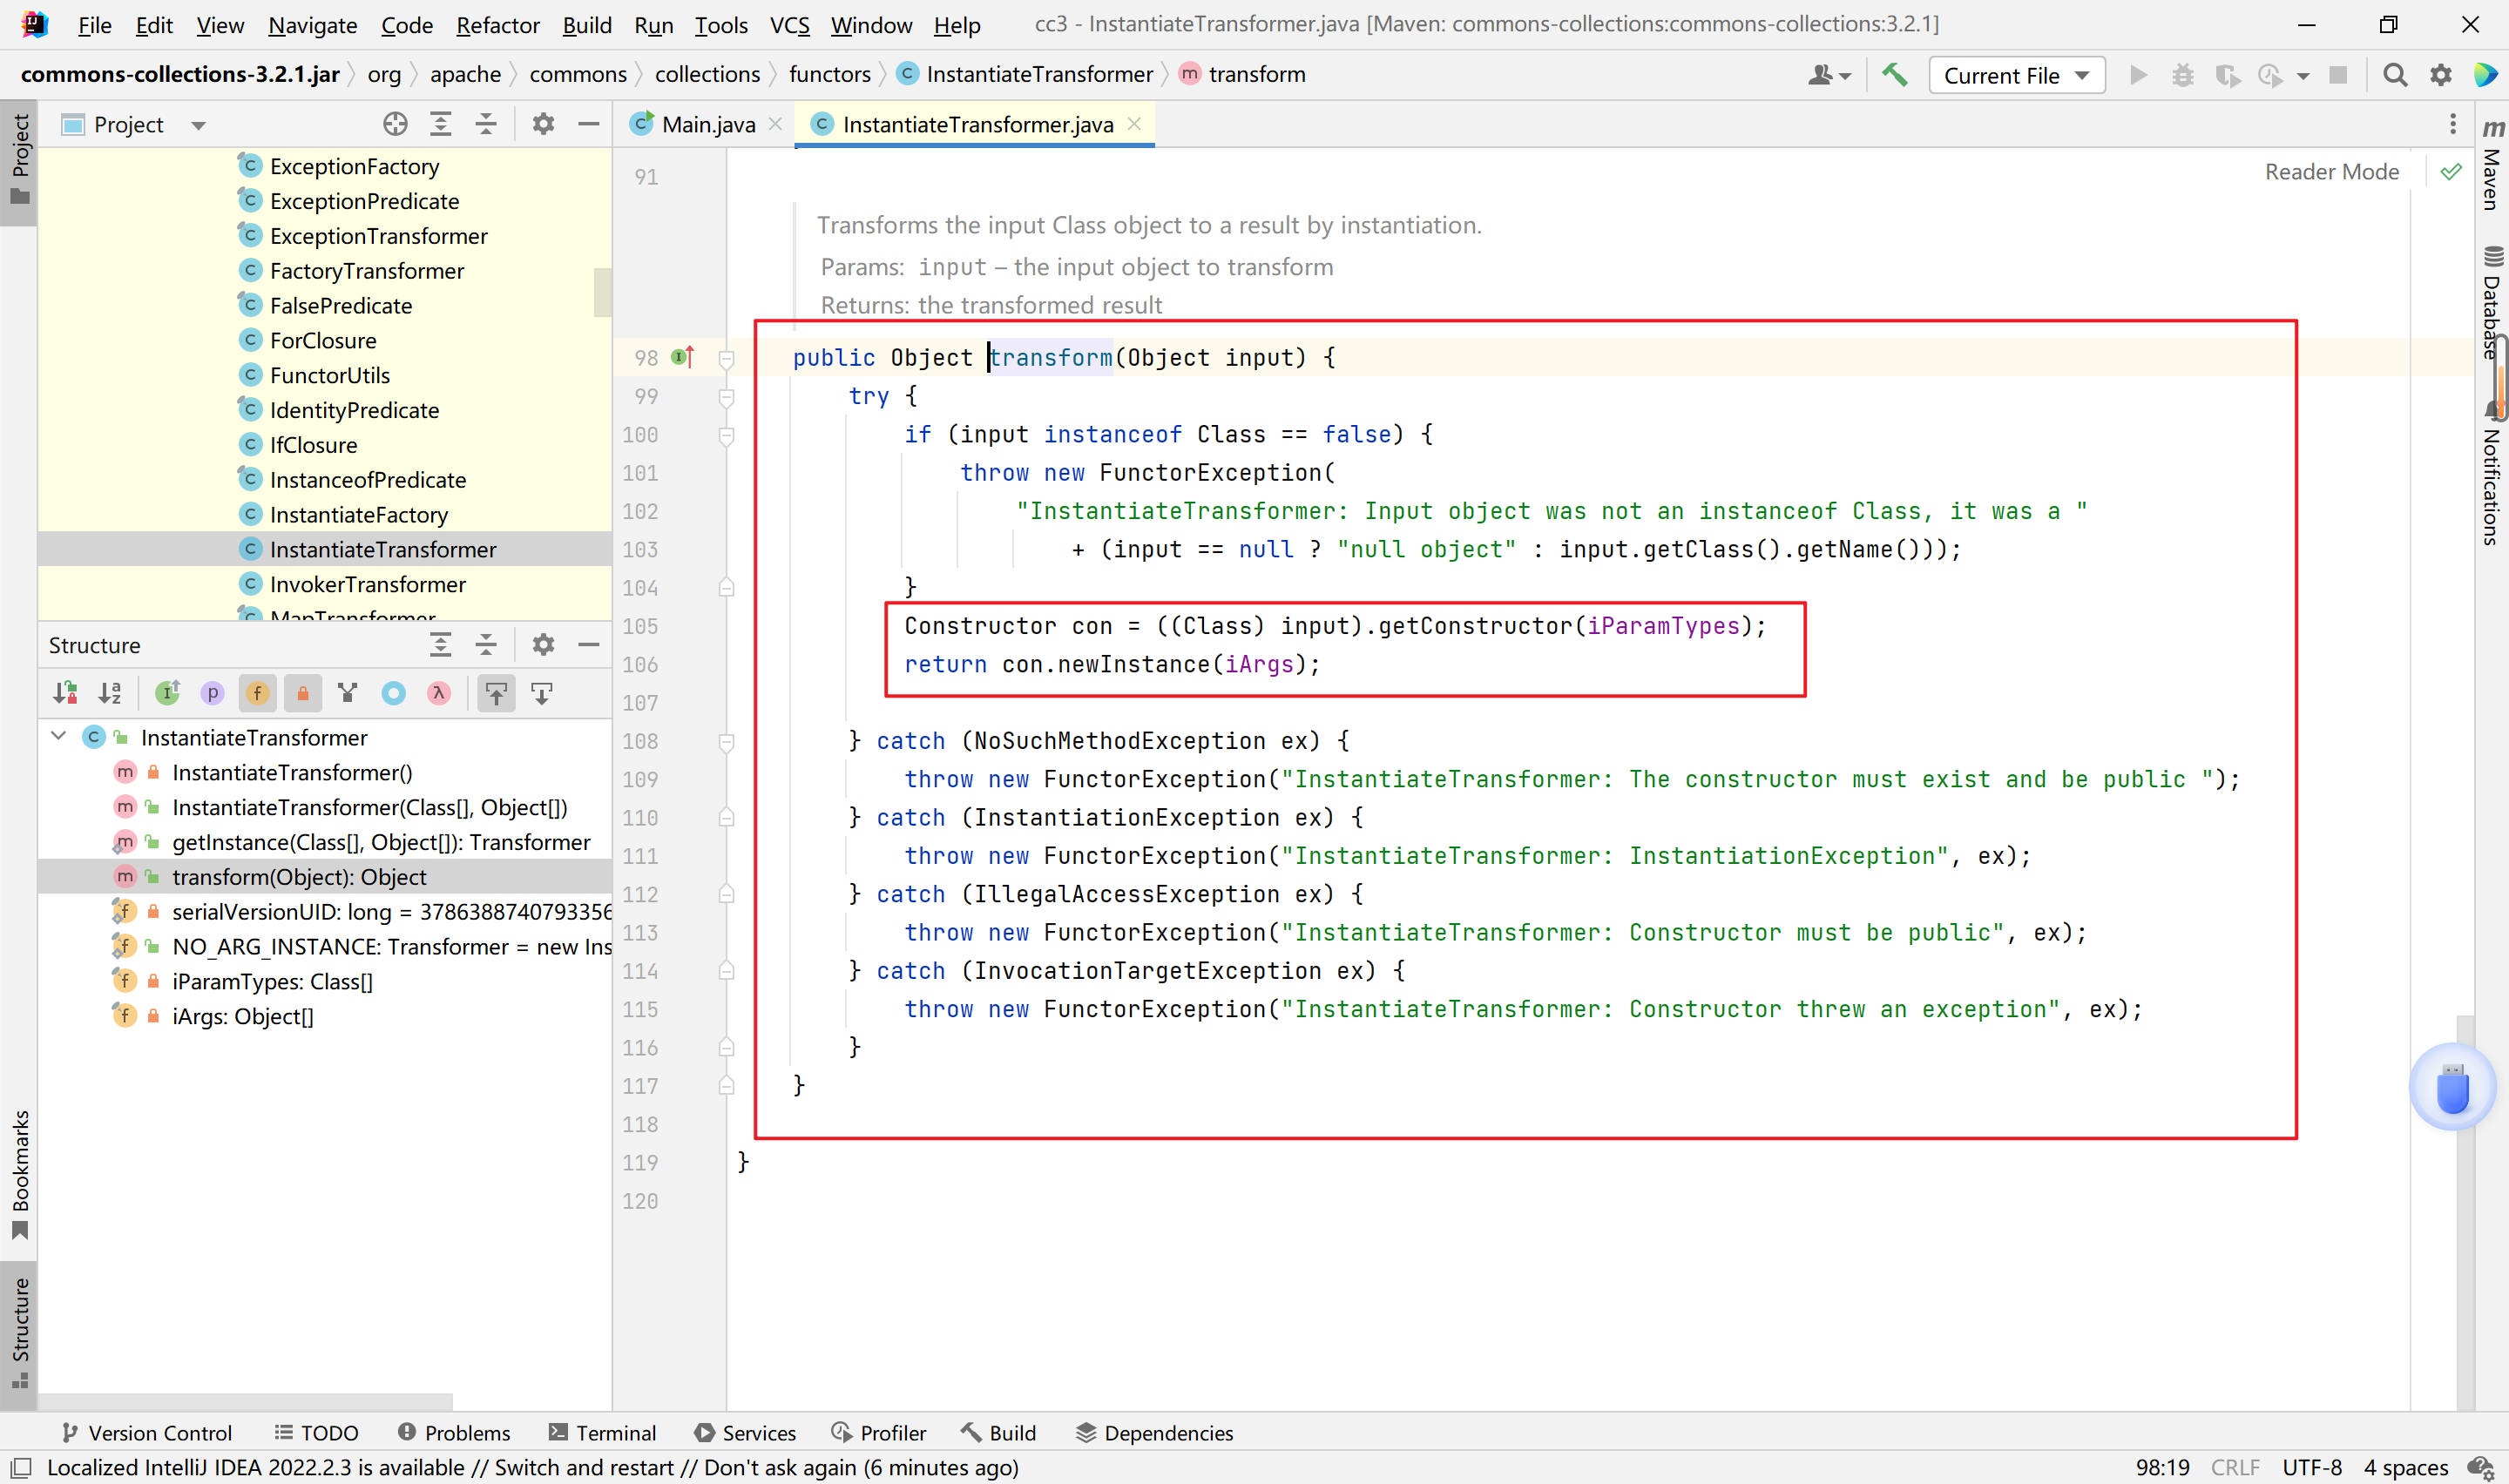 File Edit View Navigate Code Refactor Build Run Tools VCS Window Help cc3 - InstantiateTransformer.java [Maven: commons-collections:commons-collections:3.2.1]
commons-collections-3.2.1.jar org apache commons collections functors InstantiateTransformer transform Current File
Project
Project
Main.java InstantiateTransformer.java
ExceptionFactory
ExceptionPredicate
ExceptionTransformer
FactoryTransformer
FalsePredicate
ForClosure
FunctorUtils
IdentityPredicate
IfClosure
InstanceofPredicate
InstantiateFactory
InstantiateTransformer
InvokerTransformer
MapTransformer
Structure
InstantiateTransformer
InstantiateTransformer()
InstantiateTransformer(Class[], Object[])
getInstance(Class[], Object[]): Transformer
transform(Object): Object
serialVersionUID: long = 3786388740793356
NO_ARG_INSTANCE: Transformer = new Ins
iParamTypes: Class[]
iArgs: Object[]
Bookmarks
Structure
91
Reader Mode
Transforms the input Class object to a result by instantiation.
Params: input – the input object to transform
Returns: the transformed result
98 public Object transform(Object input) {
99 try {
100 if (input instanceof Class == false) {
101 throw new FunctorException(
102 "InstantiateTransformer: Input object was not an instanceof Class, it was a "
103 + (input == null ? "null object" : input.getClass().getName()));
104 }
105 Constructor con = ((Class) input).getConstructor(iParamTypes);
106 return con.newInstance(iArgs);
107
108 } catch (NoSuchMethodException ex) {
109 throw new FunctorException("InstantiateTransformer: The constructor must exist and be public ");
110 } catch (InstantiationException ex) {
111 throw new FunctorException("InstantiateTransformer: InstantiationException", ex);
112 } catch (IllegalAccessException ex) {
113 throw new FunctorException("InstantiateTransformer: Constructor must be public", ex);
114 } catch (InvocationTargetException ex) {
115 throw new FunctorException("InstantiateTransformer: Constructor threw an exception", ex);
116 }
117 }
118
119 }
120
Maven
Database
Notifications
Version Control TODO Problems Terminal Services Profiler Build Dependencies
Localized IntelliJ IDEA 2022.2.3 is available // Switch and restart // Don't ask again (6 minutes ago) 98:19 CRLF UTF-8 4 spaces